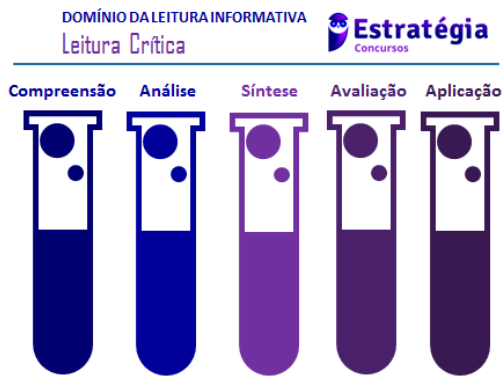 DOMÍNIO DA LEITURA INFORMATIVA
Leitura Crítica
Estratégia
Concursos
Compreensão Análise Síntese Avaliação Aplicação